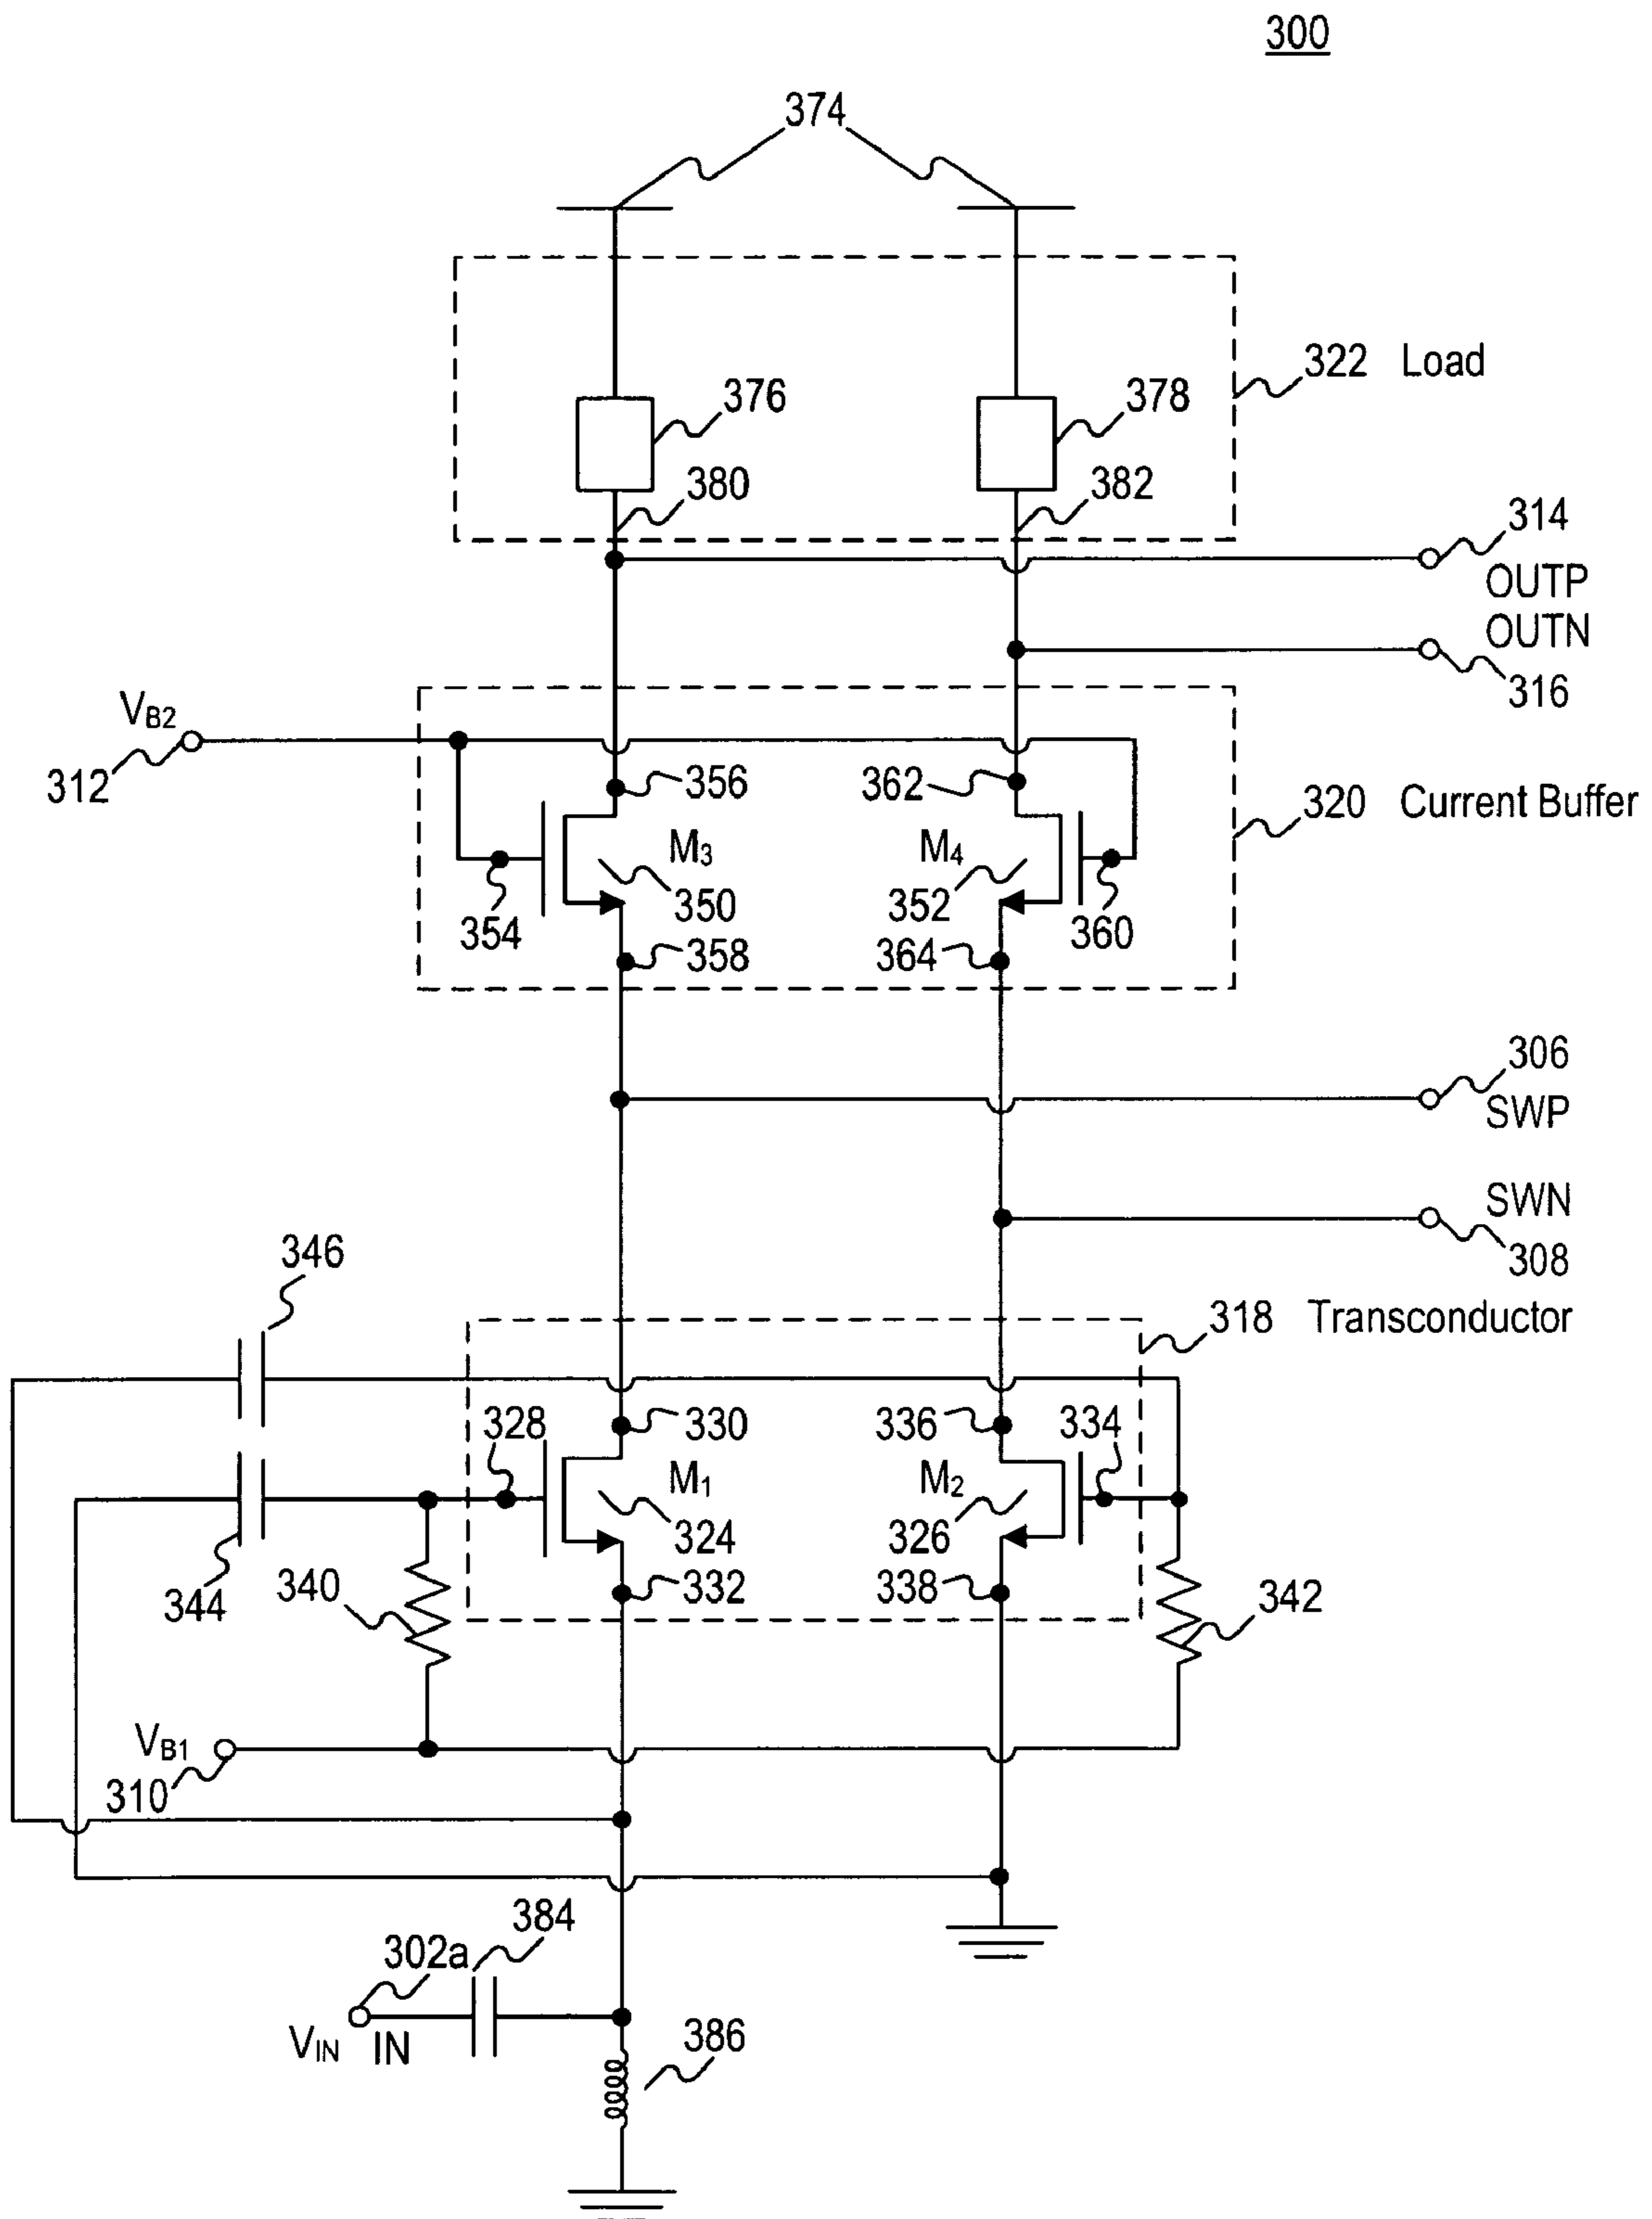 300
374
322 Load
376
378
380
382
314
OUTP
OUTN
316
VB2
312
356
362
320 Current Buffer
M3
M4
350
352
354
360
358
364
306
SWP
SWN
308
346
318 Transconductor
328
330
336
334
M1
M2
324
326
344
340
332
338
342
VB1
310
384
302a
VIN IN
386